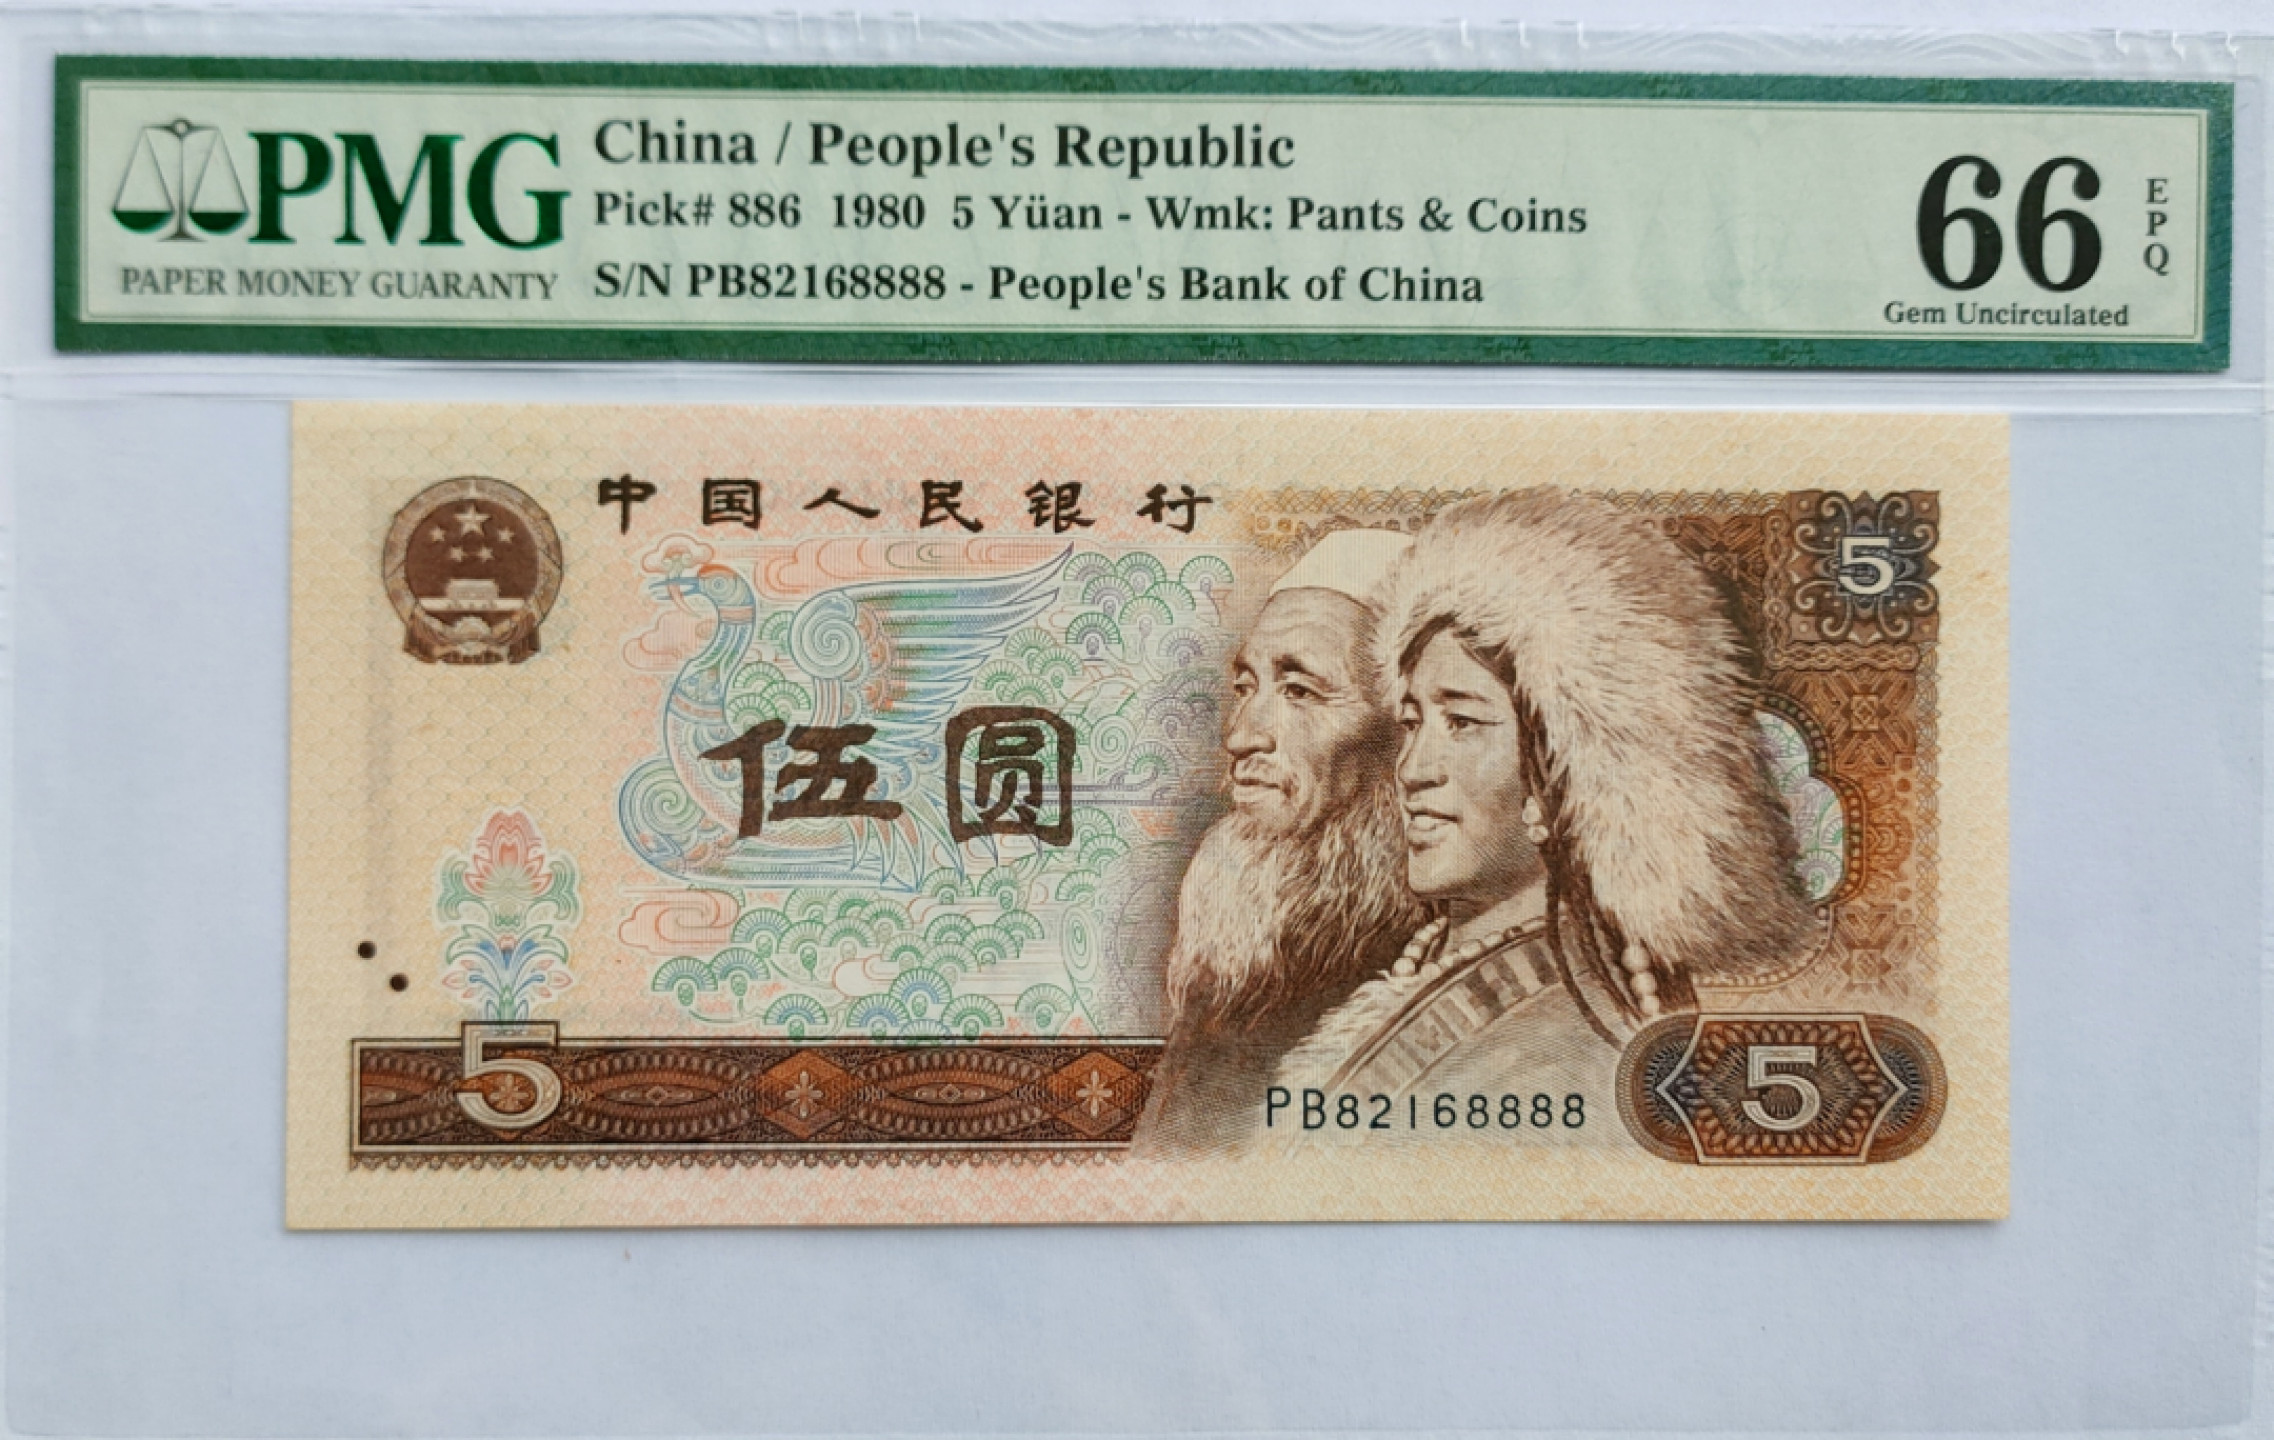 PMG
PAPER MONEY GUARANTY
China / People's Republic
Pick# 886 1980 5 Yüan - Wmk: Pants & Coins
S/N PB82168888 - People's Bank of China
66
EPQ
Gem Uncirculated
中国人民银行
5
伍圆
5
PB82168888
5